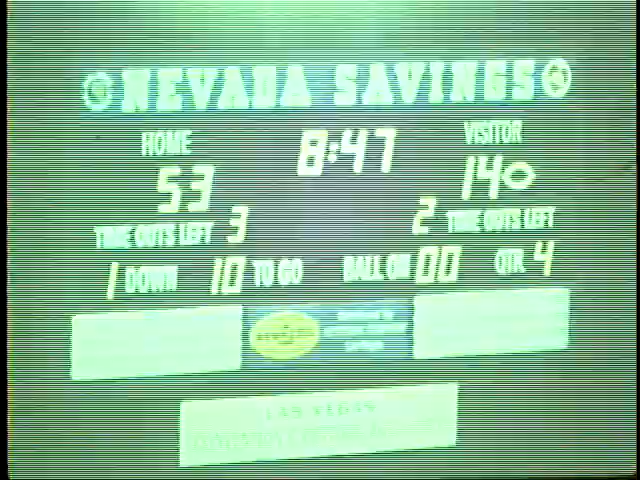 NEVADA SAVINGS
HOME 8:47 VISITOR
53 14
TIME OUTS LEFT 3 2 TIME OUTS LEFT
1 DOWN 10 TO GO BALL ON 00 QTR 4
LAS VEGAS